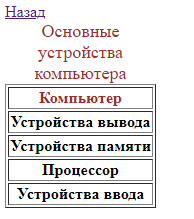 Назад
Основные
устройства
компьютера
Компьютер
Устройства вывода
Устройства памяти
Процессор
Устройства ввода